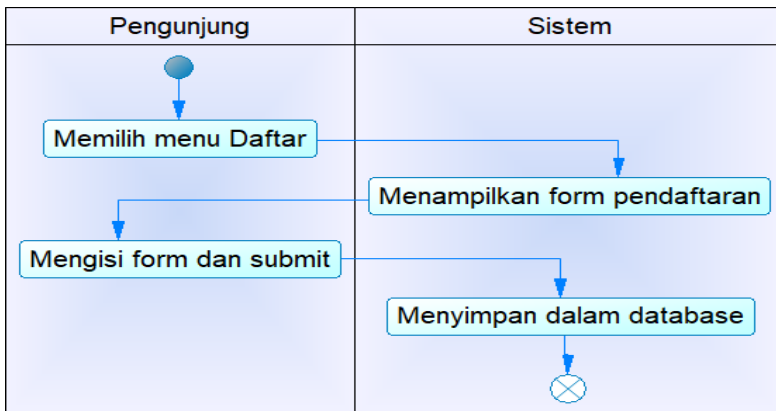 Pengunjung
Sistem
Memilih menu Daftar
Menampilkan form pendaftaran
Mengisi form dan submit
Menyimpan dalam database